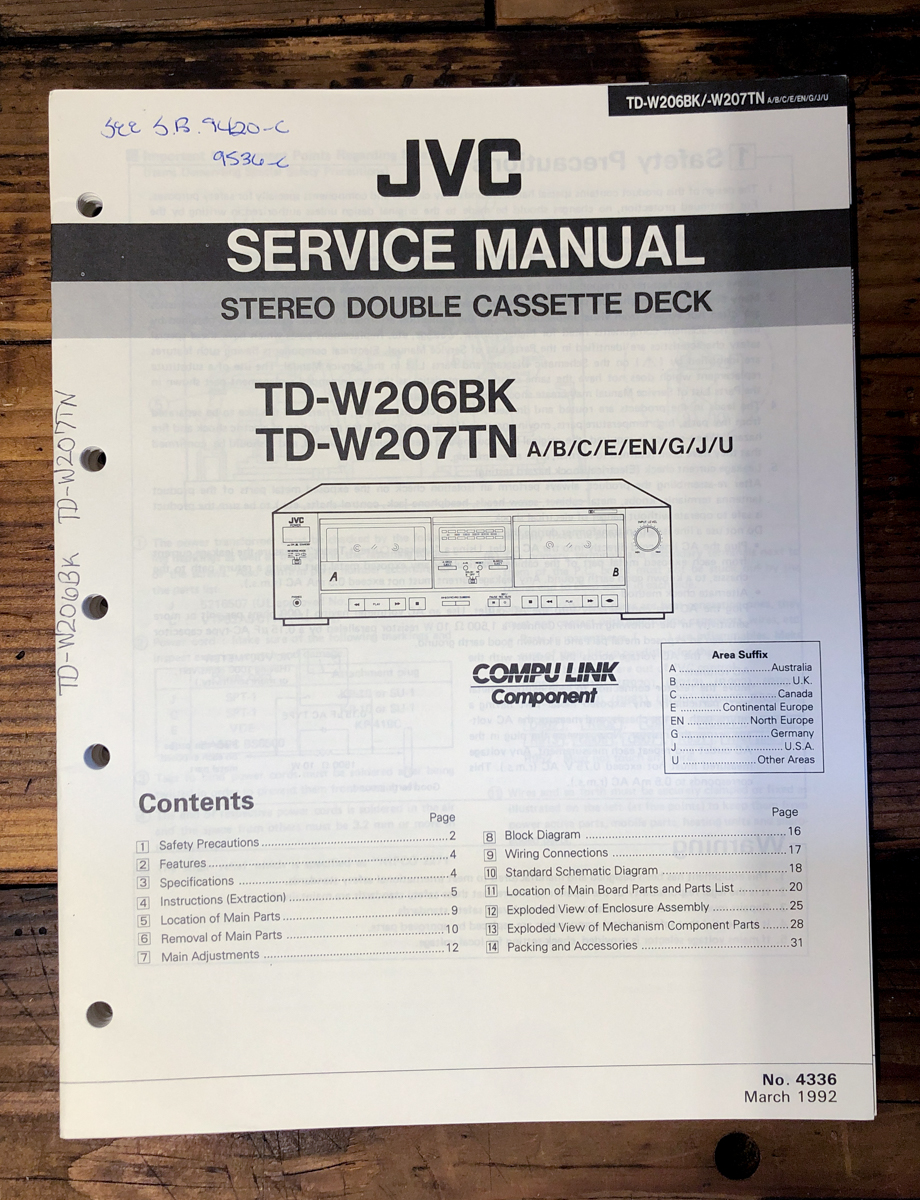 TD-W206BK/-W207TN A/B/C/E/EN/G/J/U
SEE S.B. 9420-C
9536-C
JVC
SERVICE MANUAL
STEREO DOUBLE CASSETTE DECK
TD-W206BK
TD-W207TN A/B/C/E/EN/G/J/U
TD-W206BK TD-W207TN
JVC
A
B
COMPU LINK
Component
Area Suffix
A ............................ Australia
B ................................... U.K.
C .............................. Canada
E ............. Continental Europe
EN ................... North Europe
G .......................... Germany
J ................................ U.S.A.
U ...................... Other Areas
Contents
Page
1 Safety Precautions ........................................ 2
2 Features ........................................ 4
3 Specifications ........................................ 4
4 Instructions (Extraction) ........................................ 5
5 Location of Main Parts ........................................ 9
6 Removal of Main Parts ........................................ 10
7 Main Adjustments ........................................ 12
Page
8 Block Diagram ........................................ 16
9 Wiring Connections ........................................ 17
10 Standard Schematic Diagram ........................................ 18
11 Location of Main Board Parts and Parts List .............. 20
12 Exploded View of Enclosure Assembly .................... 25
13 Exploded View of Mechanism Component Parts ........ 28
14 Packing and Accessories ........................................ 31
No. 4336
March 1992